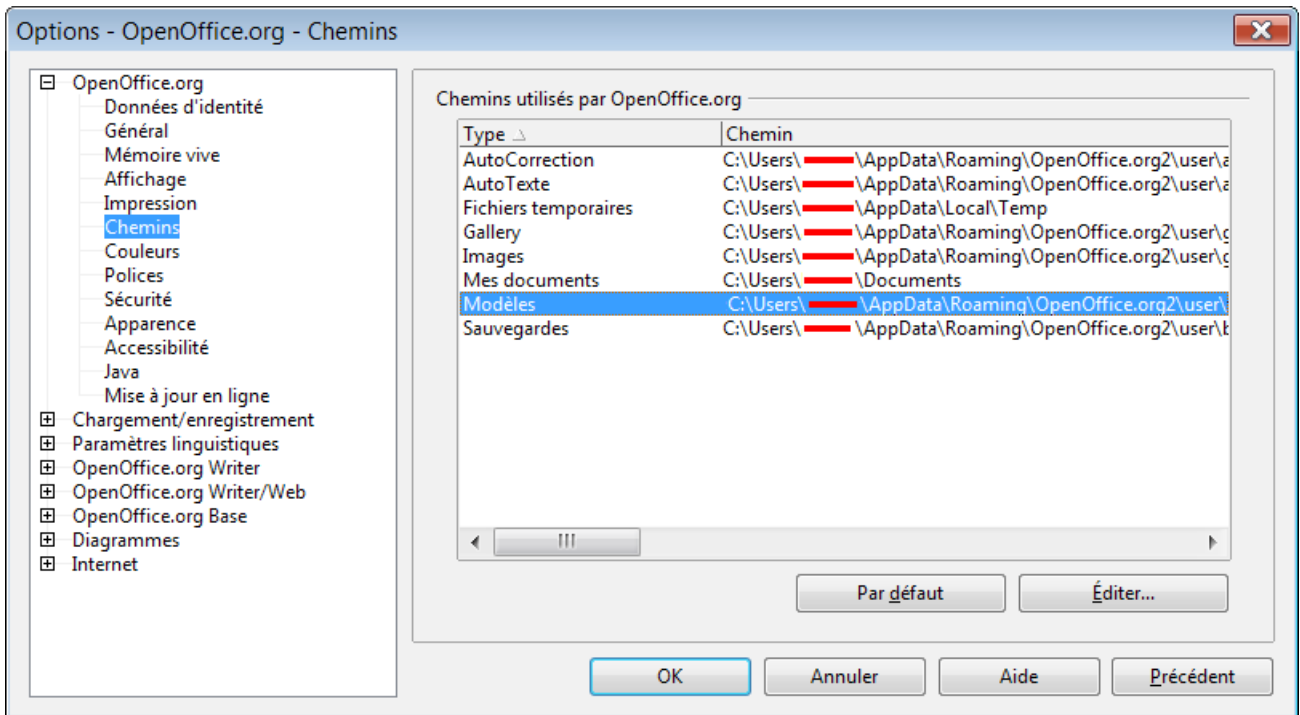 Options - OpenOffice.org - Chemins
OpenOffice.org
Données d'identité
Général
Mémoire vive
Affichage
Impression
Chemins
Couleurs
Polices
Sécurité
Apparence
Accessibilité
Java
Mise à jour en ligne
Chargement/enregistrement
Paramètres linguistiques
OpenOffice.org Writer
OpenOffice.org Writer/Web
OpenOffice.org Base
Diagrammes
Internet
Chemins utilisés par OpenOffice.org
Type Chemin
AutoCorrection C:\Users\ \AppData\Roaming\OpenOffice.org2\user\a
AutoTexte C:\Users\ \AppData\Roaming\OpenOffice.org2\user\a
Fichiers temporaires C:\Users\ \AppData\Local\Temp
Gallery C:\Users\ \AppData\Roaming\OpenOffice.org2\user\g
Images C:\Users\ \AppData\Roaming\OpenOffice.org2\user\g
Mes documents C:\Users\ \Documents
Modèles C:\Users\ \AppData\Roaming\OpenOffice.org2\user\
Sauvegardes C:\Users\ \AppData\Roaming\OpenOffice.org2\user\b
Par défaut Éditer...
OK Annuler Aide Précédent